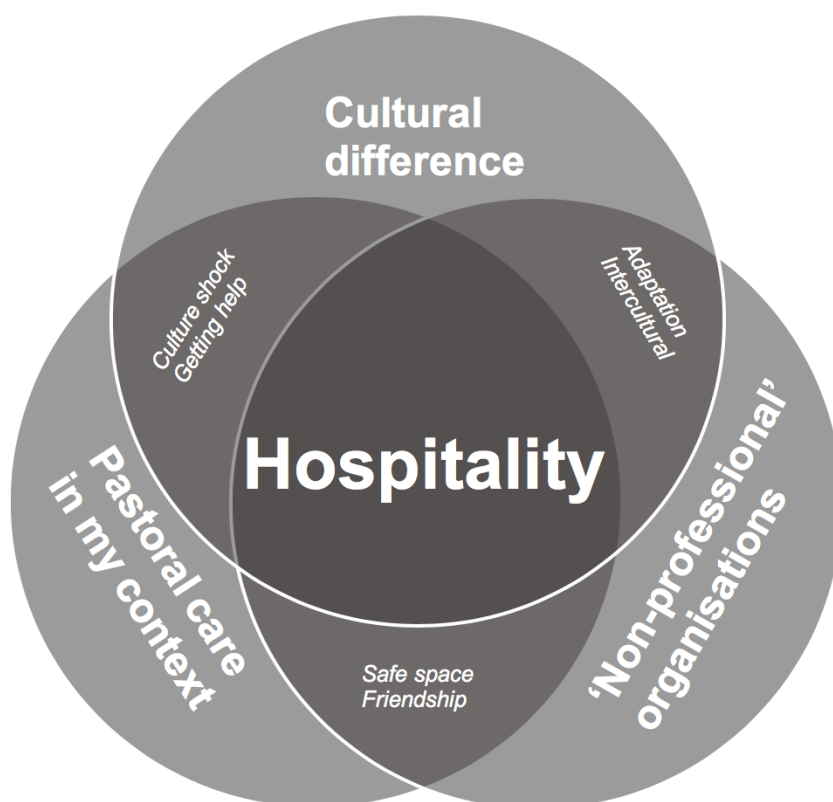 Cultural
difference
Culture shock
Getting help
Adaptation
Intercultural
Hospitality
Pastoral care
in my context
‘Non-professional’
organisations
Safe space
Friendship